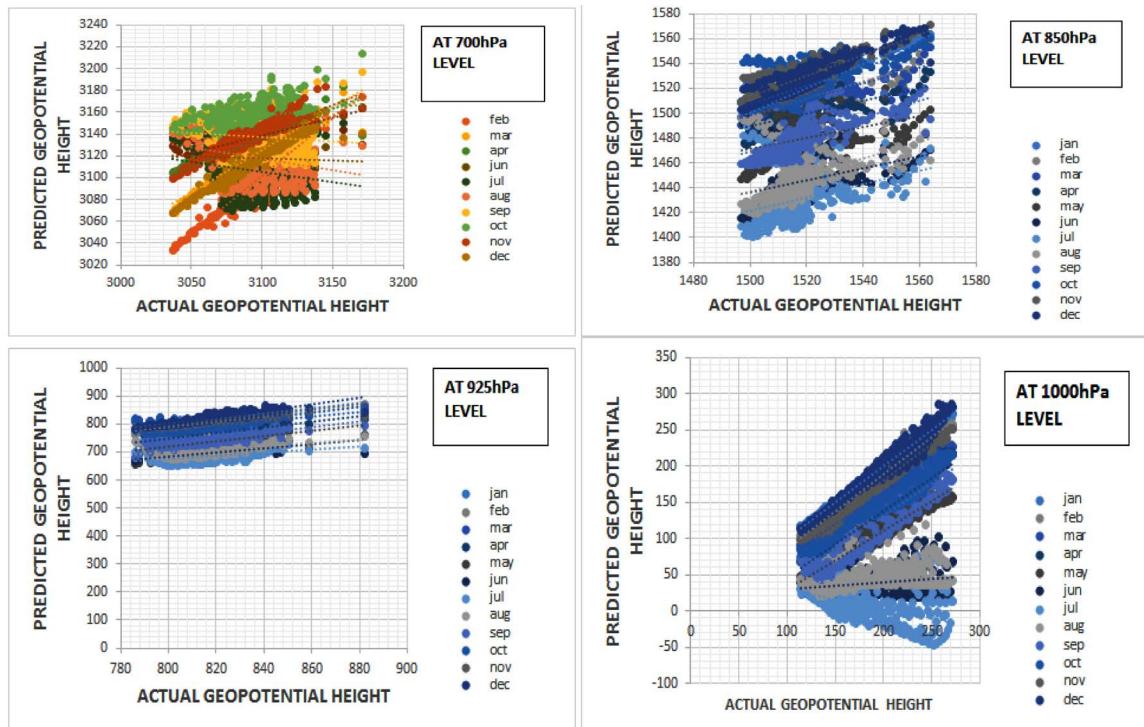 AT 700hPa
LEVEL
PREDICTED GEOPOTENTIAL
HEIGHT
3240
3220
3200
3180
3160
3140
3120
3100
3080
3060
3040
3020
3000
3050
3100
3150
3200
ACTUAL GEOPOTENTIAL HEIGHT
feb
mar
apr
jun
jul
aug
sep
oct
nov
dec
AT 850hPa
LEVEL
PREDICTED GEOPOTENTIAL
HEIGHT
1580
1560
1540
1520
1500
1480
1460
1440
1420
1400
1380
1480
1500
1520
1540
1560
1580
ACTUAL GEOPOTENTIAL HEIGHT
jan
feb
mar
apr
may
jun
jul
aug
sep
oct
nov
dec
AT 925hPa
LEVEL
PREDICTED GEOPOTENTIAL
HEIGHT
1000
900
800
700
600
500
400
300
200
100
0
780
800
820
840
860
880
900
ACTUAL GEOPOTENTIAL HEIGHT
jan
feb
mar
apr
may
jun
jul
aug
sep
oct
nov
dec
AT 1000hPa
LEVEL
PREDICTED GEOPOTENTIAL
HEIGHT
350
300
250
200
150
100
50
0
-50
-100
0
50
100
150
200
250
300
ACTUAL GEOPOTENTIAL HEIGHT
jan
feb
mar
apr
may
jun
jul
aug
sep
oct
nov
dec